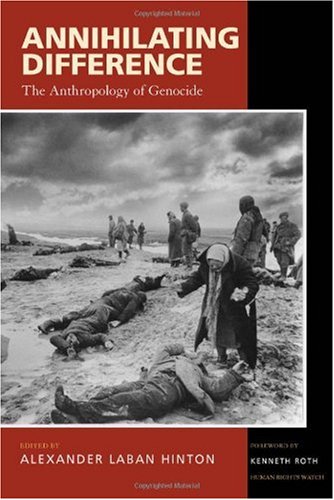 ANNIHILATING
DIFFERENCE
The Anthropology of Genocide
EDITED BY
ALEXANDER LABAN HINTON
FOREWORD BY
KENNETH ROTH
HUMAN RIGHTS WATCH